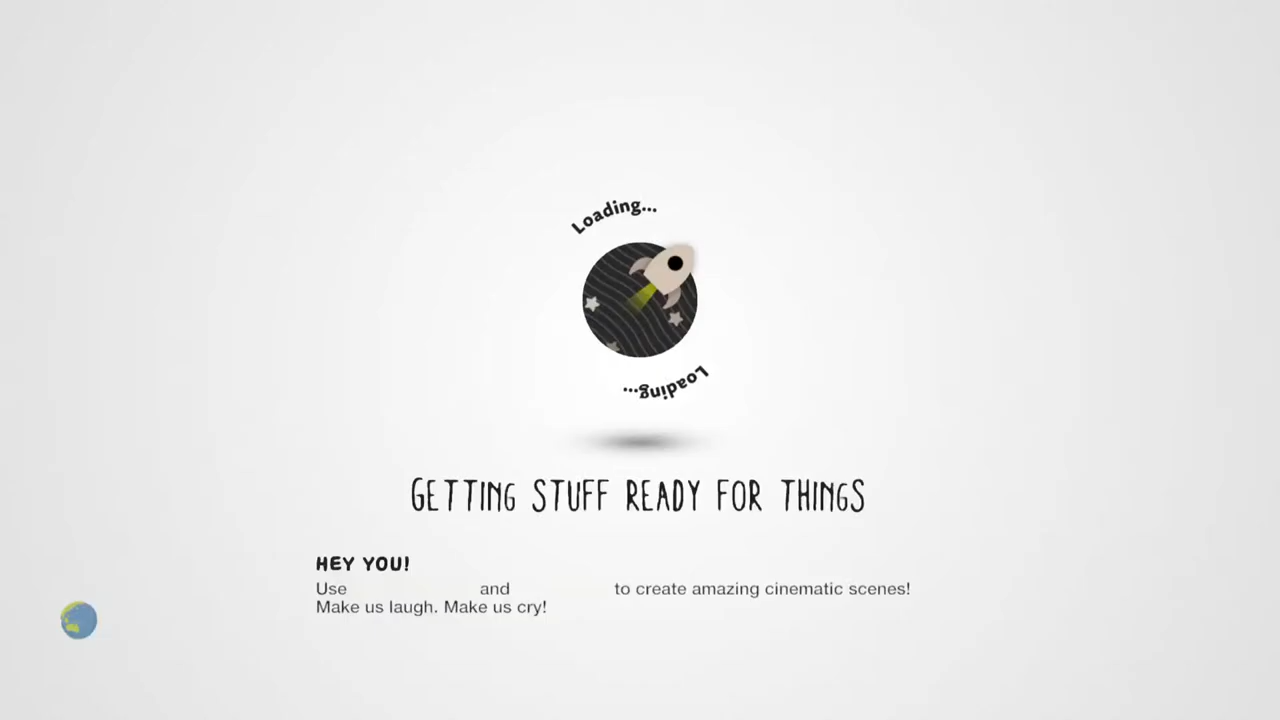 Loading...
Loading...
GETTING STUFF READY FOR THINGS
HEY YOU!
Use and to create amazing cinematic scenes!
Make us laugh. Make us cry!